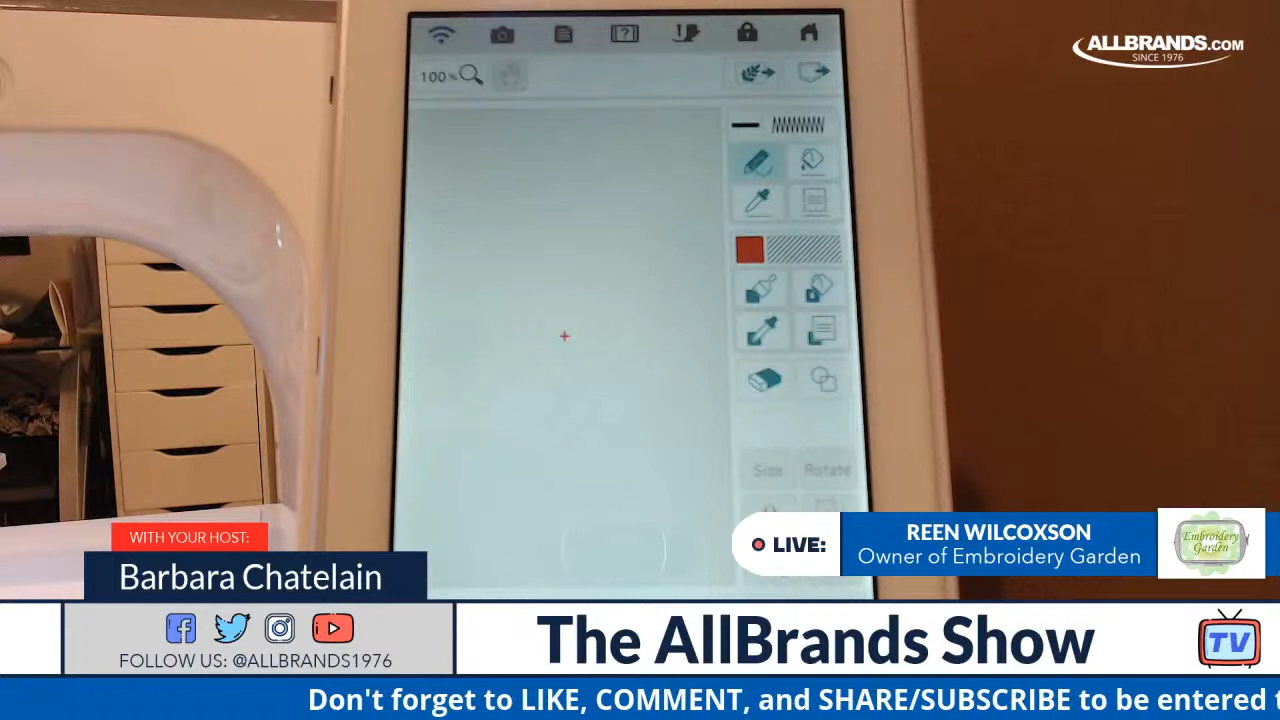 ALLBRANDS.COM
SINCE 1976
100%
Size Rotate
WITH YOUR HOST:
Barbara Chatelain
FOLLOW US: @ALLBRANDS1976
LIVE:
REEN WILCOXSON
Owner of Embroidery Garden
Embroidery
Garden
The AllBrands Show
TV
Don't forget to LIKE, COMMENT, and SHARE/SUBSCRIBE to be entered